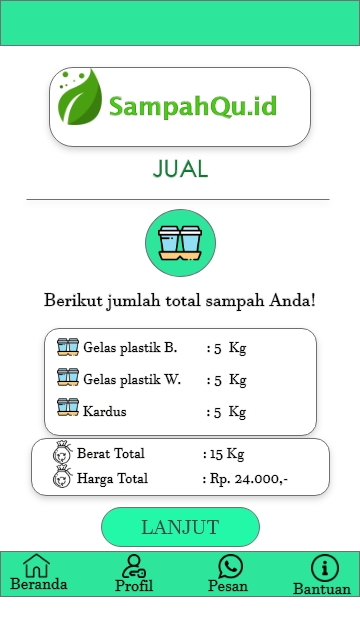 SampahQu.id
JUAL
Berikut jumlah total sampah Anda!
Gelas plastik B. : 5 Kg
Gelas plastik W. : 5 Kg
Kardus : 5 Kg
Berat Total : 15 Kg
Harga Total : Rp. 24.000,-
LANJUT
Beranda Profil Pesan Bantuan